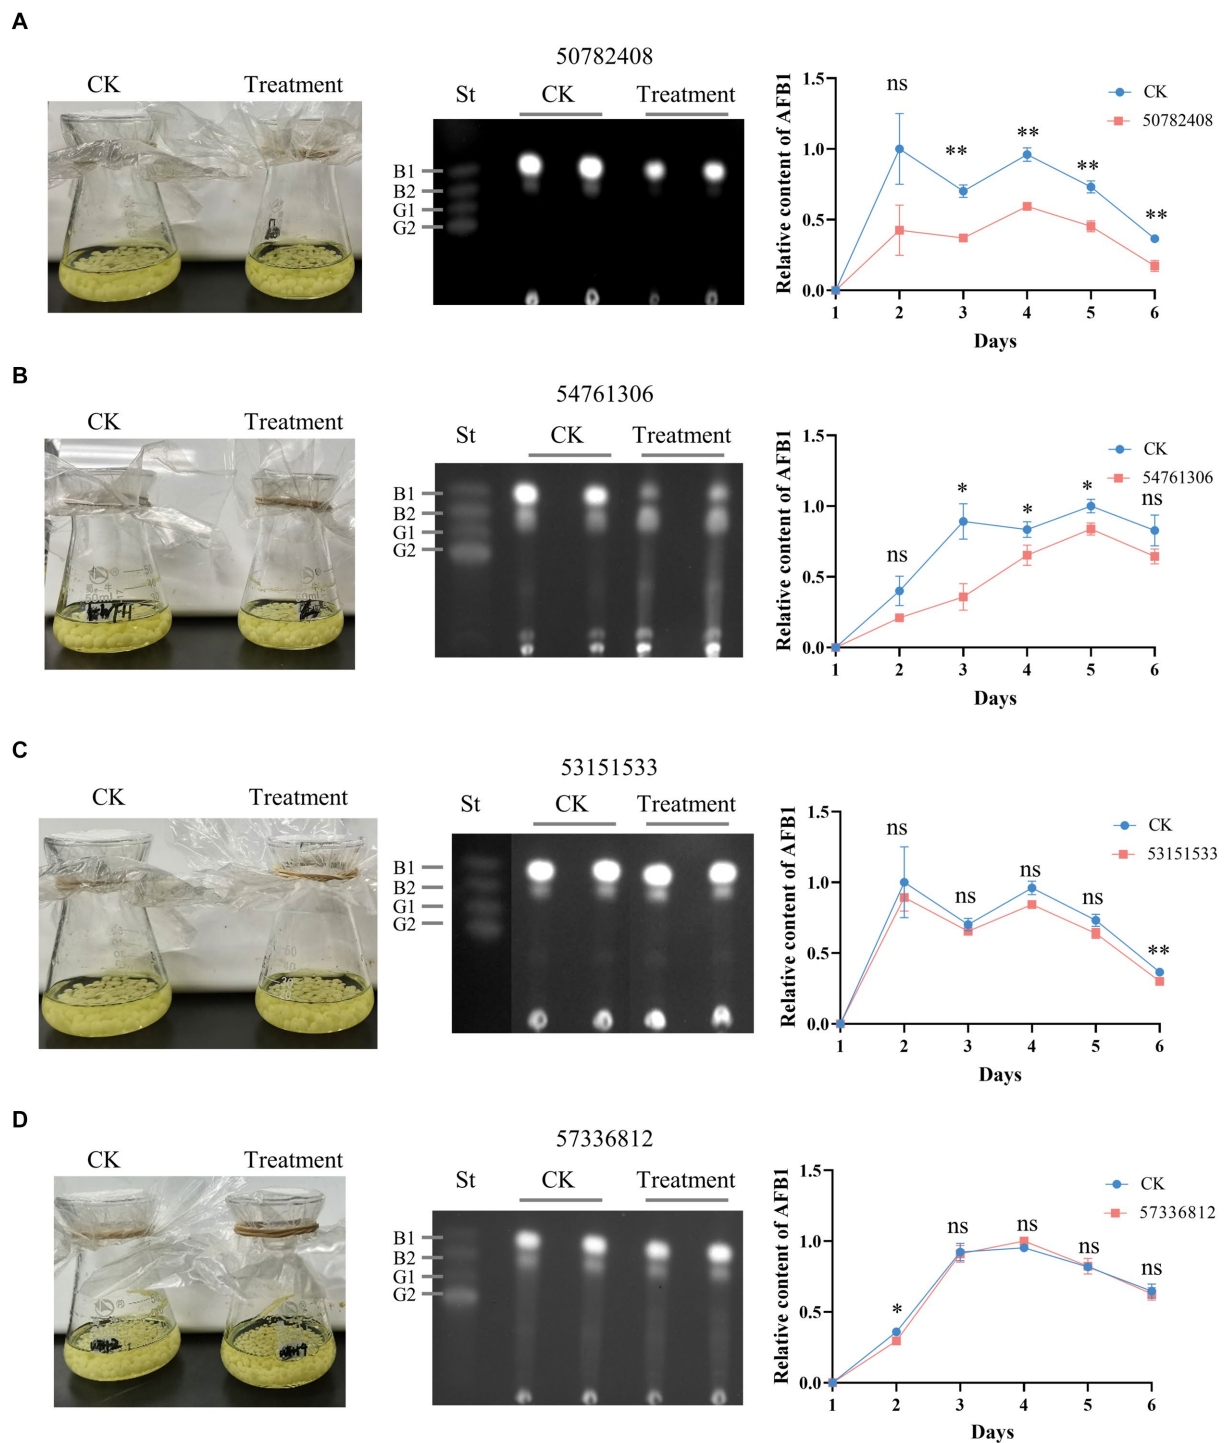 A
CK Treatment
50782408
St CK Treatment
B1
B2
G1
G2
Relative content of AFB1
1.5
1.0
0.5
0.0
ns ** ** ** **
CK
50782408
1 2 3 4 5 6
Days
B
CK Treatment
54761306
St CK Treatment
B1
B2
G1
G2
Relative content of AFB1
1.5
1.0
0.5
0.0
ns * * * ns
CK
54761306
1 2 3 4 5 6
Days
C
CK Treatment
53151533
St CK Treatment
B1
B2
G1
G2
Relative content of AFB1
1.5
1.0
0.5
0.0
ns ns ns ns **
CK
53151533
1 2 3 4 5 6
Days
D
CK Treatment
57336812
St CK Treatment
B1
B2
G1
G2
Relative content of AFB1
1.5
1.0
0.5
0.0
* ns ns ns ns
CK
57336812
1 2 3 4 5 6
Days